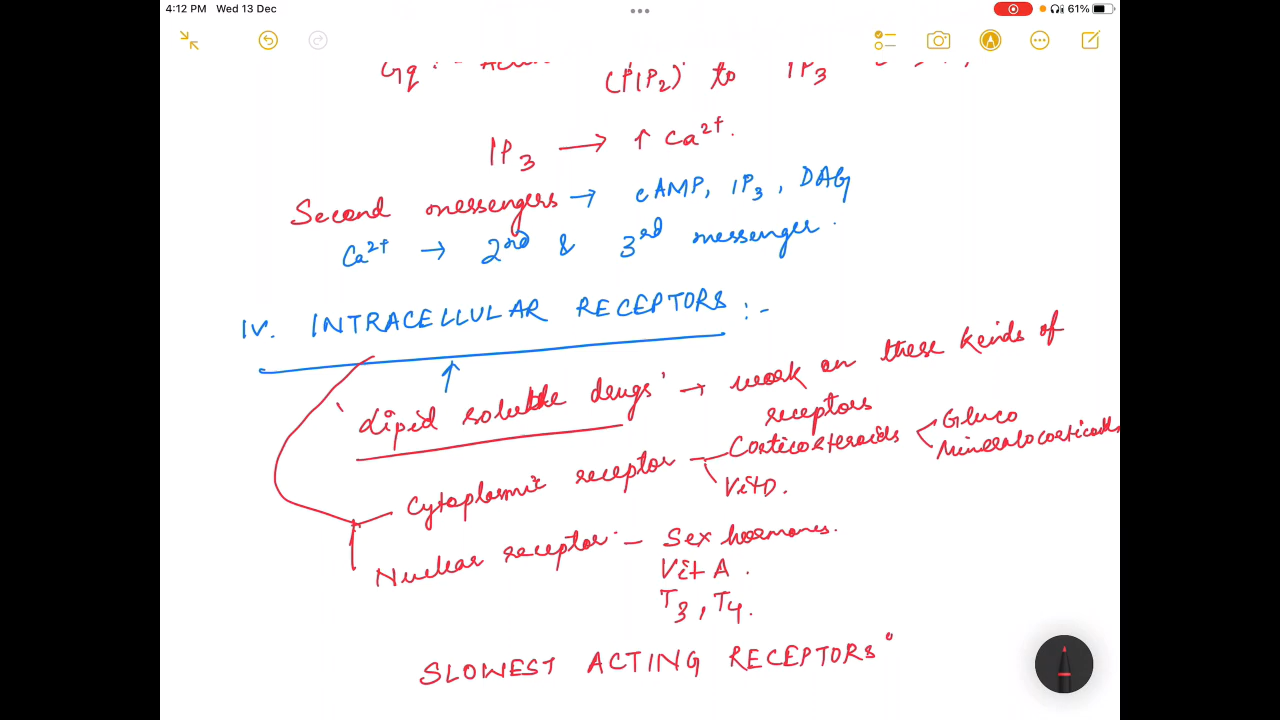 4:12 PM Wed 13 Dec
61%
Gq : -
(PIP2) to IP3
IP3 → ↑ Ca2+.
Second messengers → cAMP, IP3, DAG
Ca2+ → 2nd & 3rd messenger.
IV. INTRACELLULAR RECEPTORS :-
'Lipid soluble drugs' → work on these kinds of
receptors
Cytoplasmic receptor - Corticosteroids < Gluco
Mineralocorticoids
Vit D.
Nuclear receptor - Sex hormones.
Vit A.
T3, T4.
SLOWEST ACTING RECEPTORS